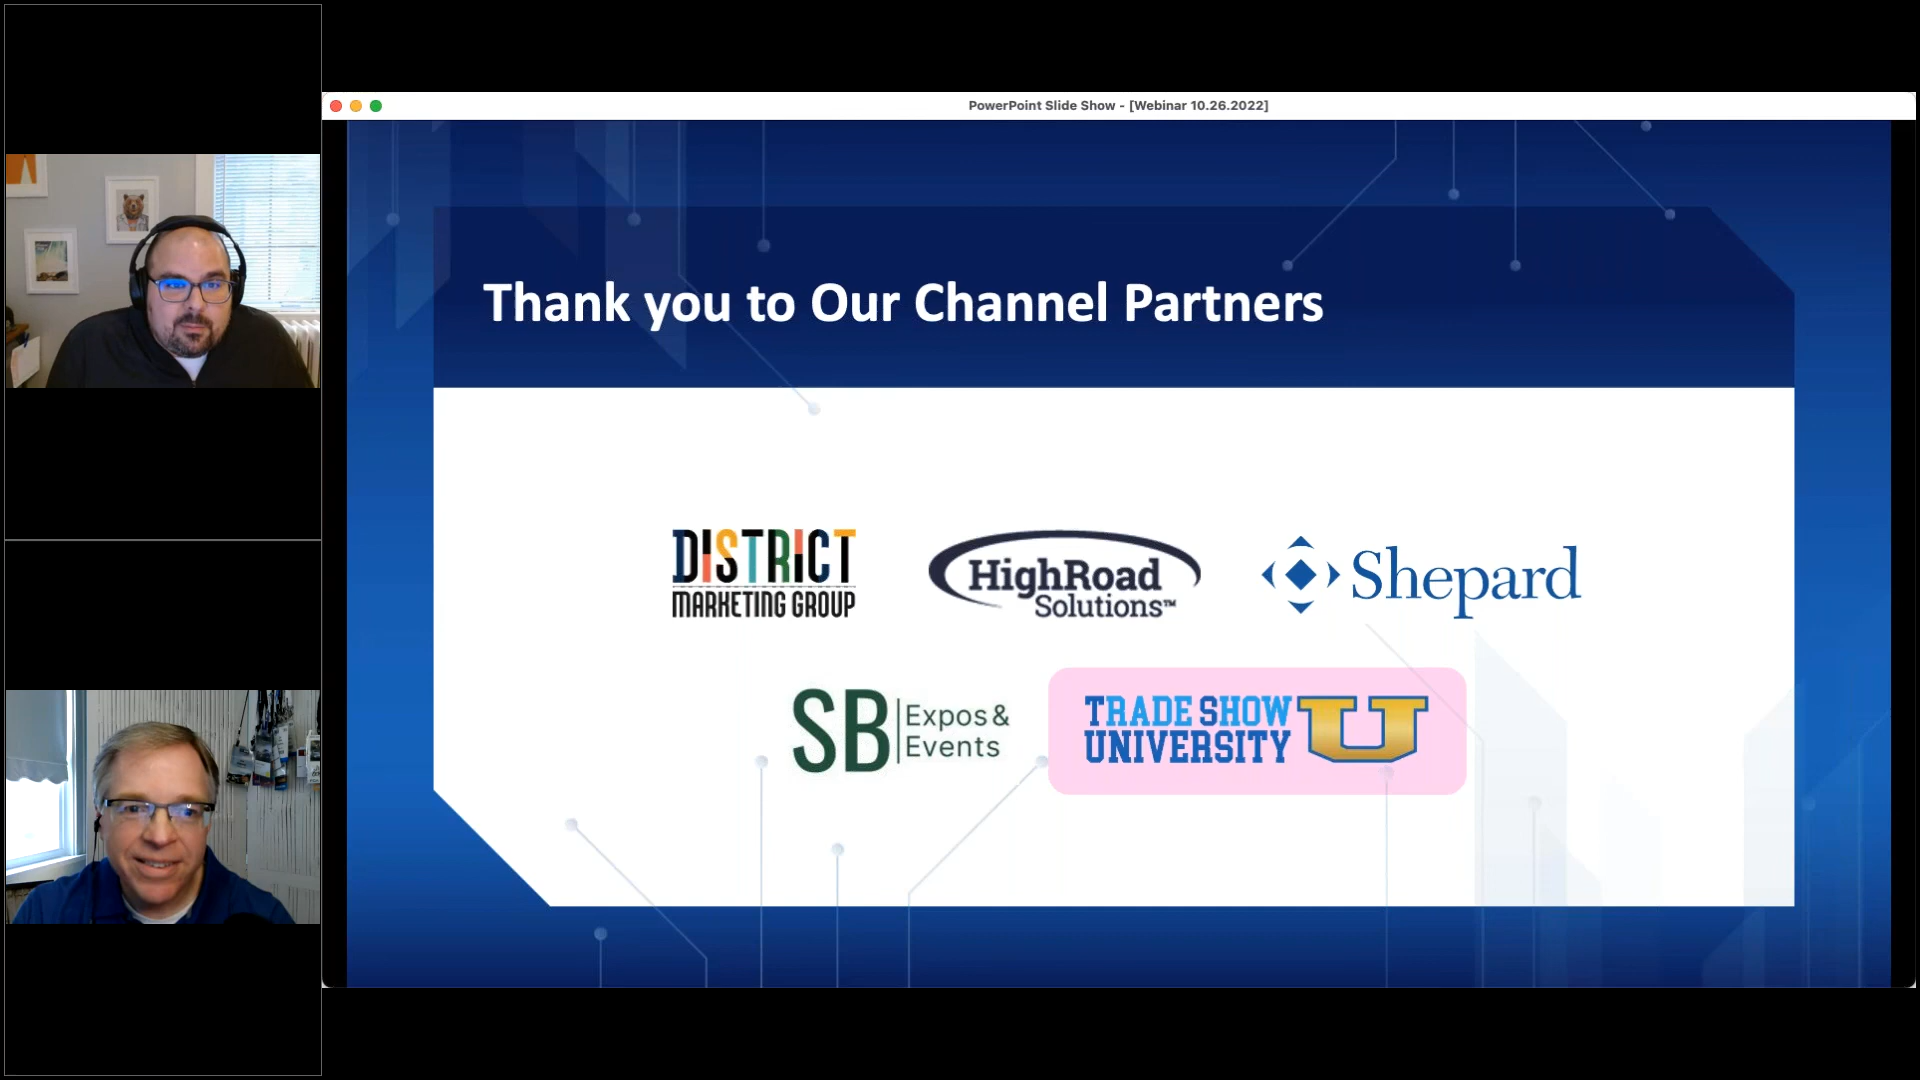 PowerPoint Slide Show - [Webinar 10.26.2022]
Thank you to Our Channel Partners
DISTRICT
MARKETING GROUP
HighRoad
Solutions™
Shepard
SB Expos &
Events
TRADE SHOW
UNIVERSITY U